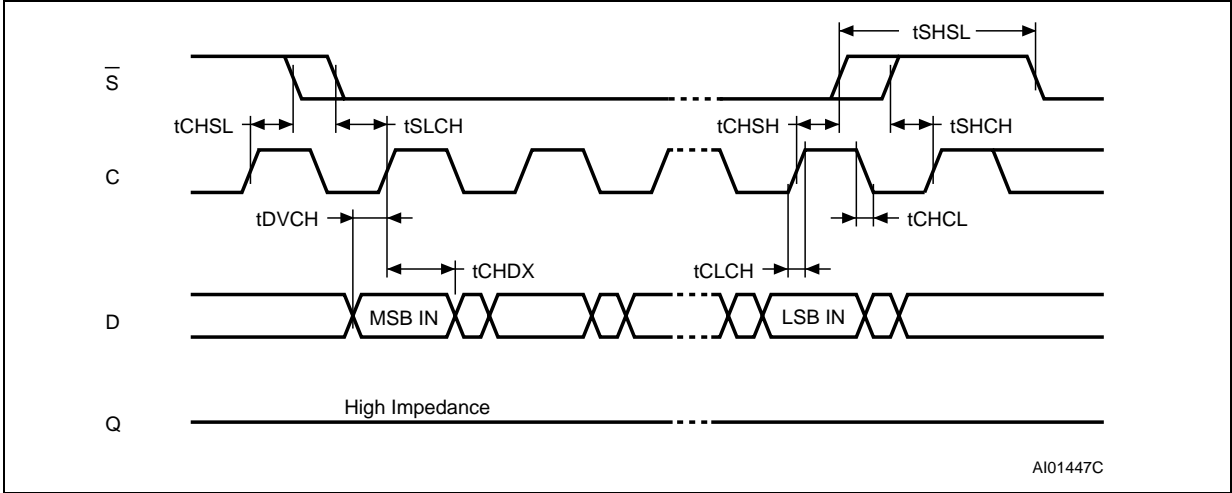 tSHSL
S
tCHSL
tSLCH
tCHSH
tSHCH
C
tDVCH
tCHCL
tCHDX
tCLCH
D
MSB IN
LSB IN
High Impedance
Q
AI01447C